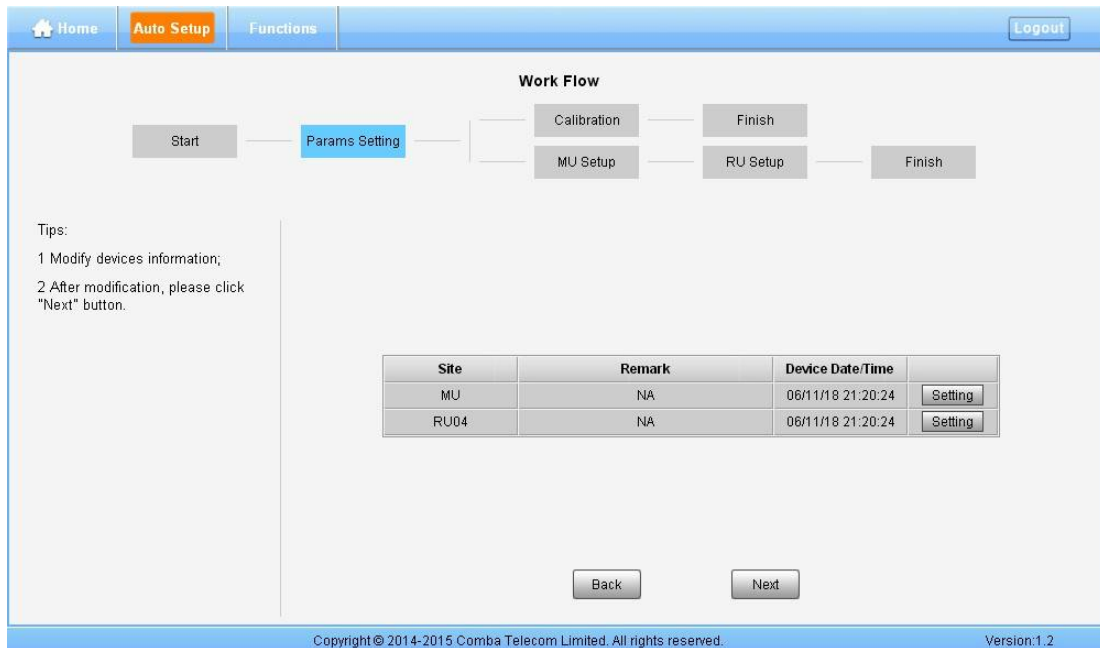 Home Auto Setup Functions Logout
Work Flow
Calibration Finish
Start Params Setting
MU Setup RU Setup Finish
Tips:
1 Modify devices information;
2 After modification, please click
"Next" button.
Site Remark Device Date/Time
MU NA 06/11/18 21:20:24 Setting
RU04 NA 06/11/18 21:20:24 Setting
Back Next
Copyright © 2014-2015 Comba Telecom Limited. All rights reserved. Version:1.2